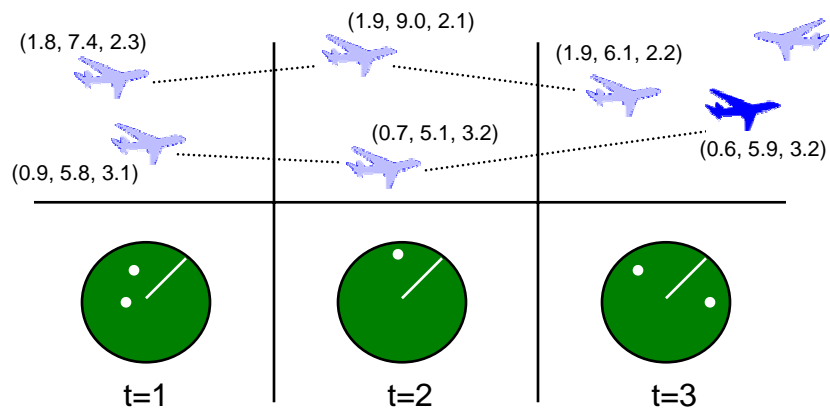 (1.8, 7.4, 2.3)
(1.9, 9.0, 2.1)
(1.9, 6.1, 2.2)
(0.9, 5.8, 3.1)
(0.7, 5.1, 3.2)
(0.6, 5.9, 3.2)
t=1
t=2
t=3